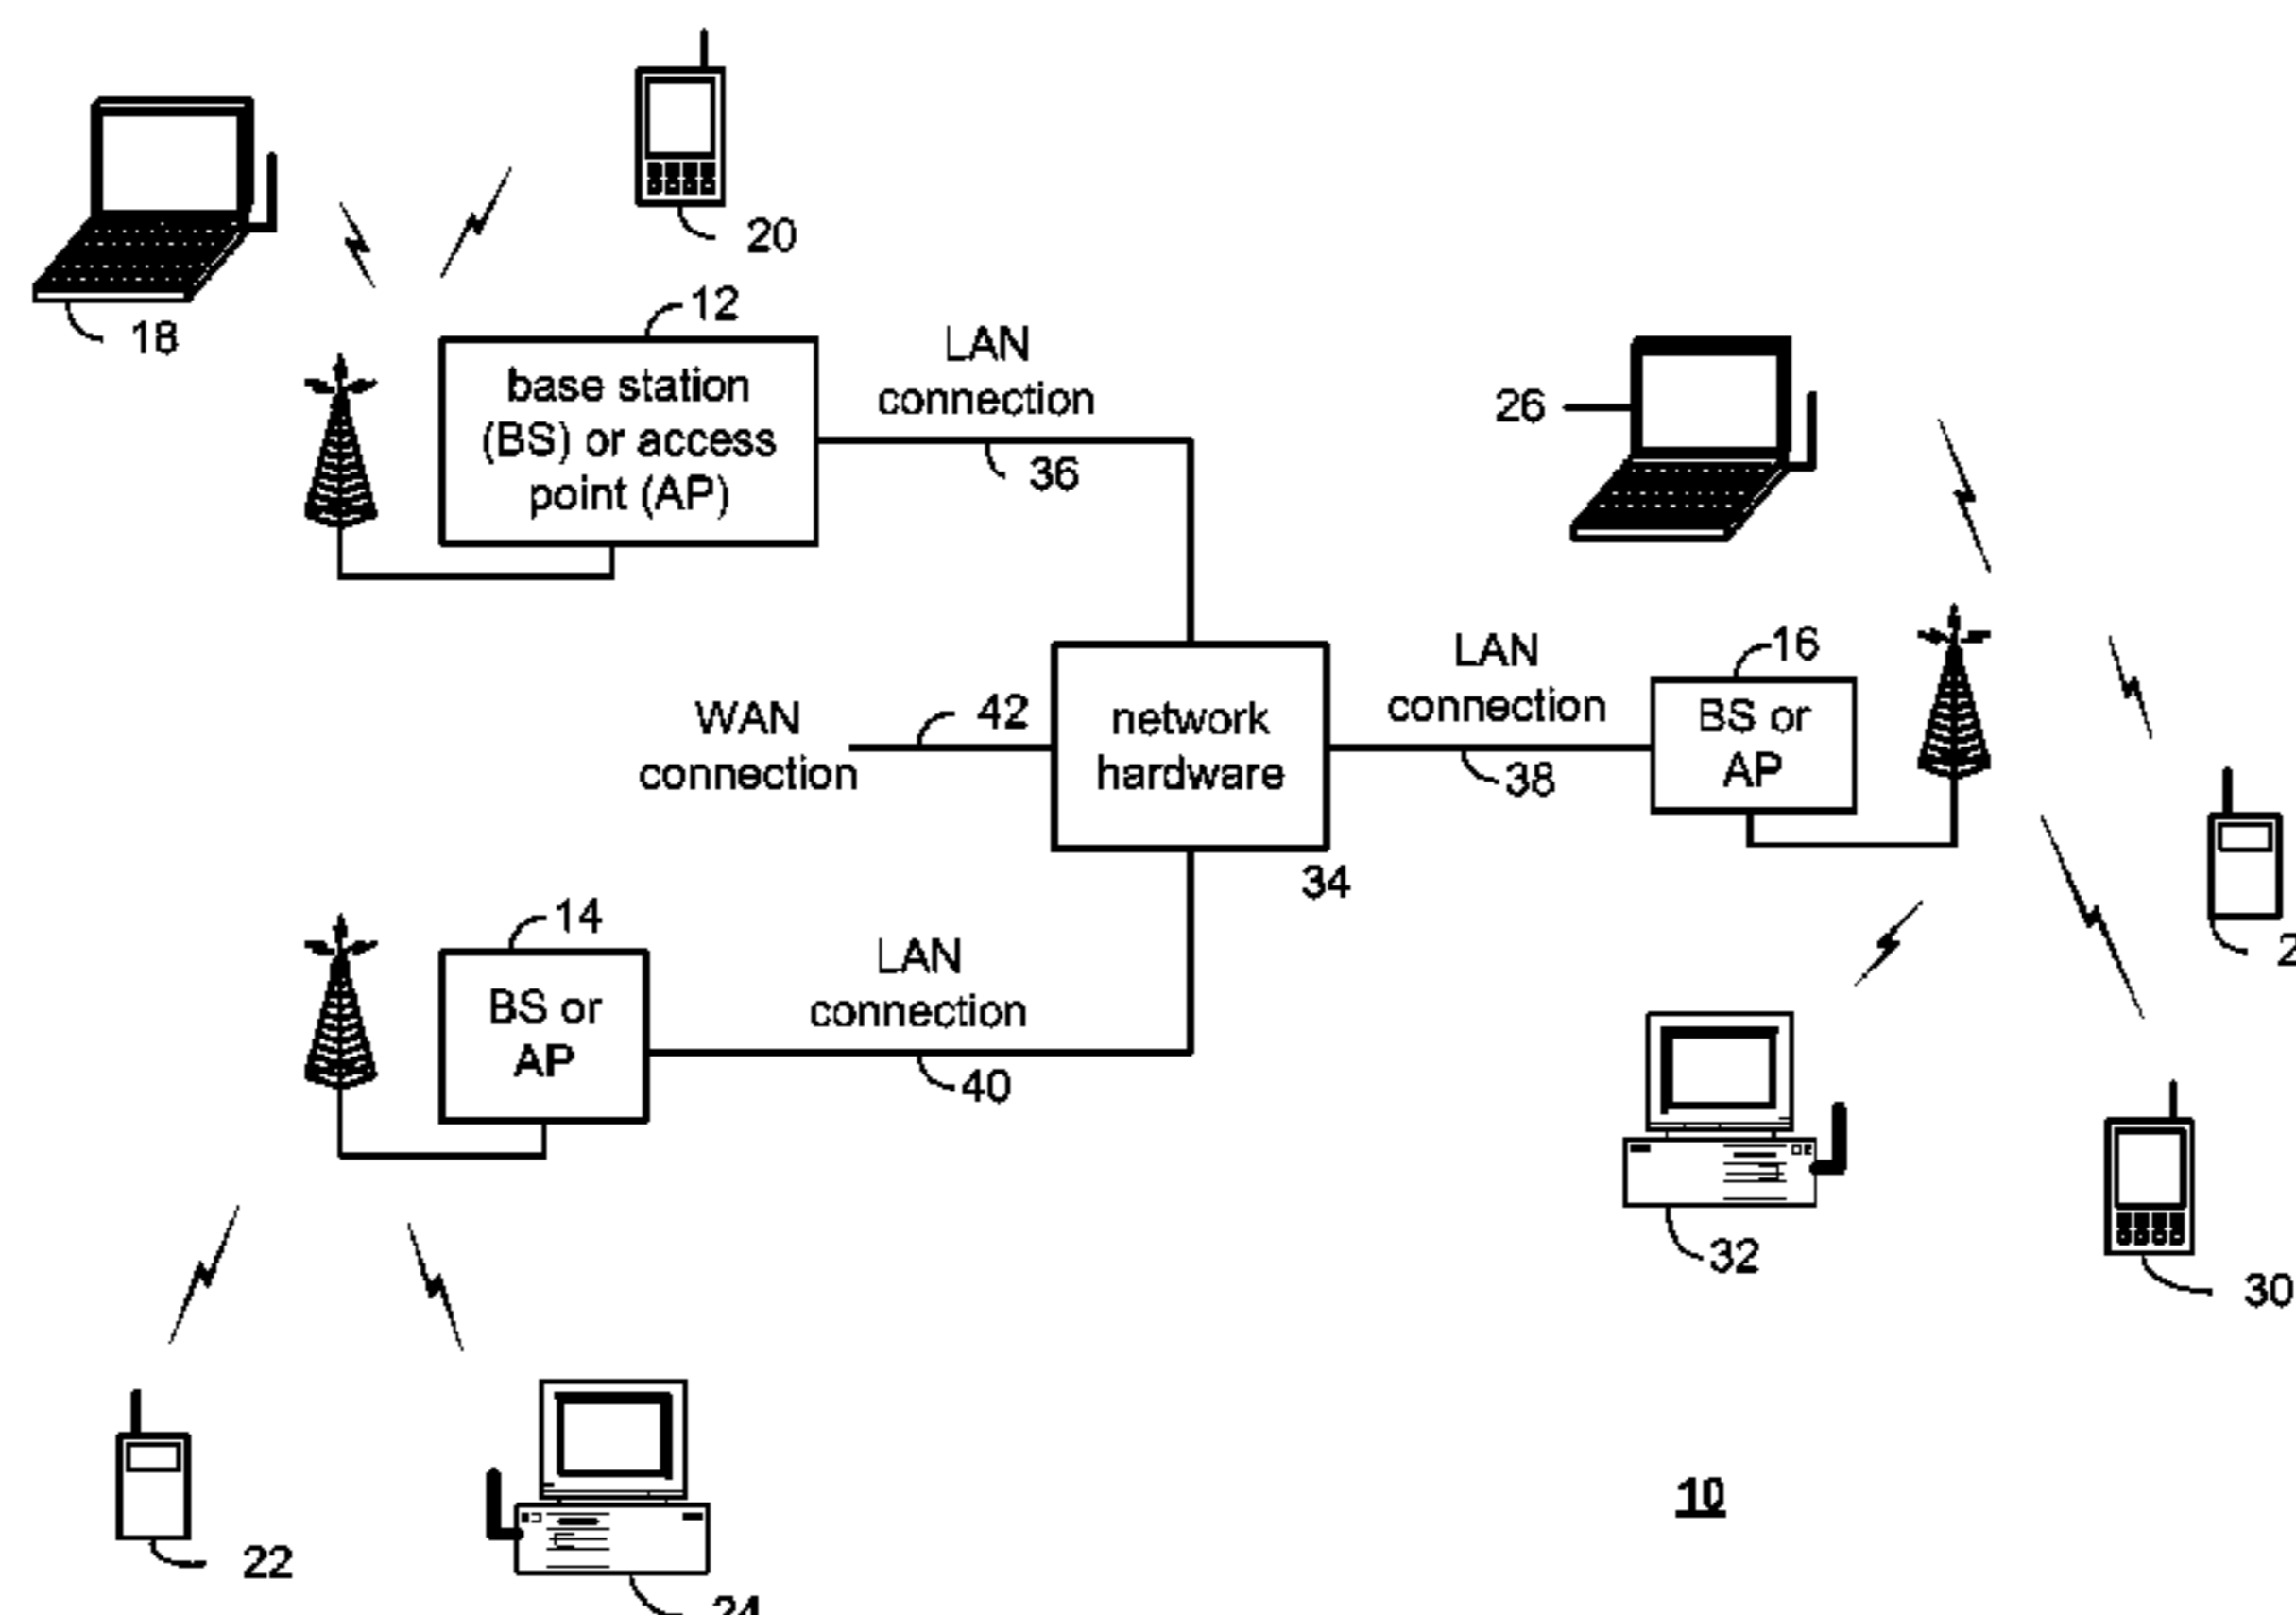 20
18
12
base station
(BS) or access
point (AP)
LAN
connection
36
26
LAN
connection
16
WAN
connection
42
network
hardware
38
BS or
AP
34
14
BS or
AP
LAN
connection
40
32
30
10
22
24